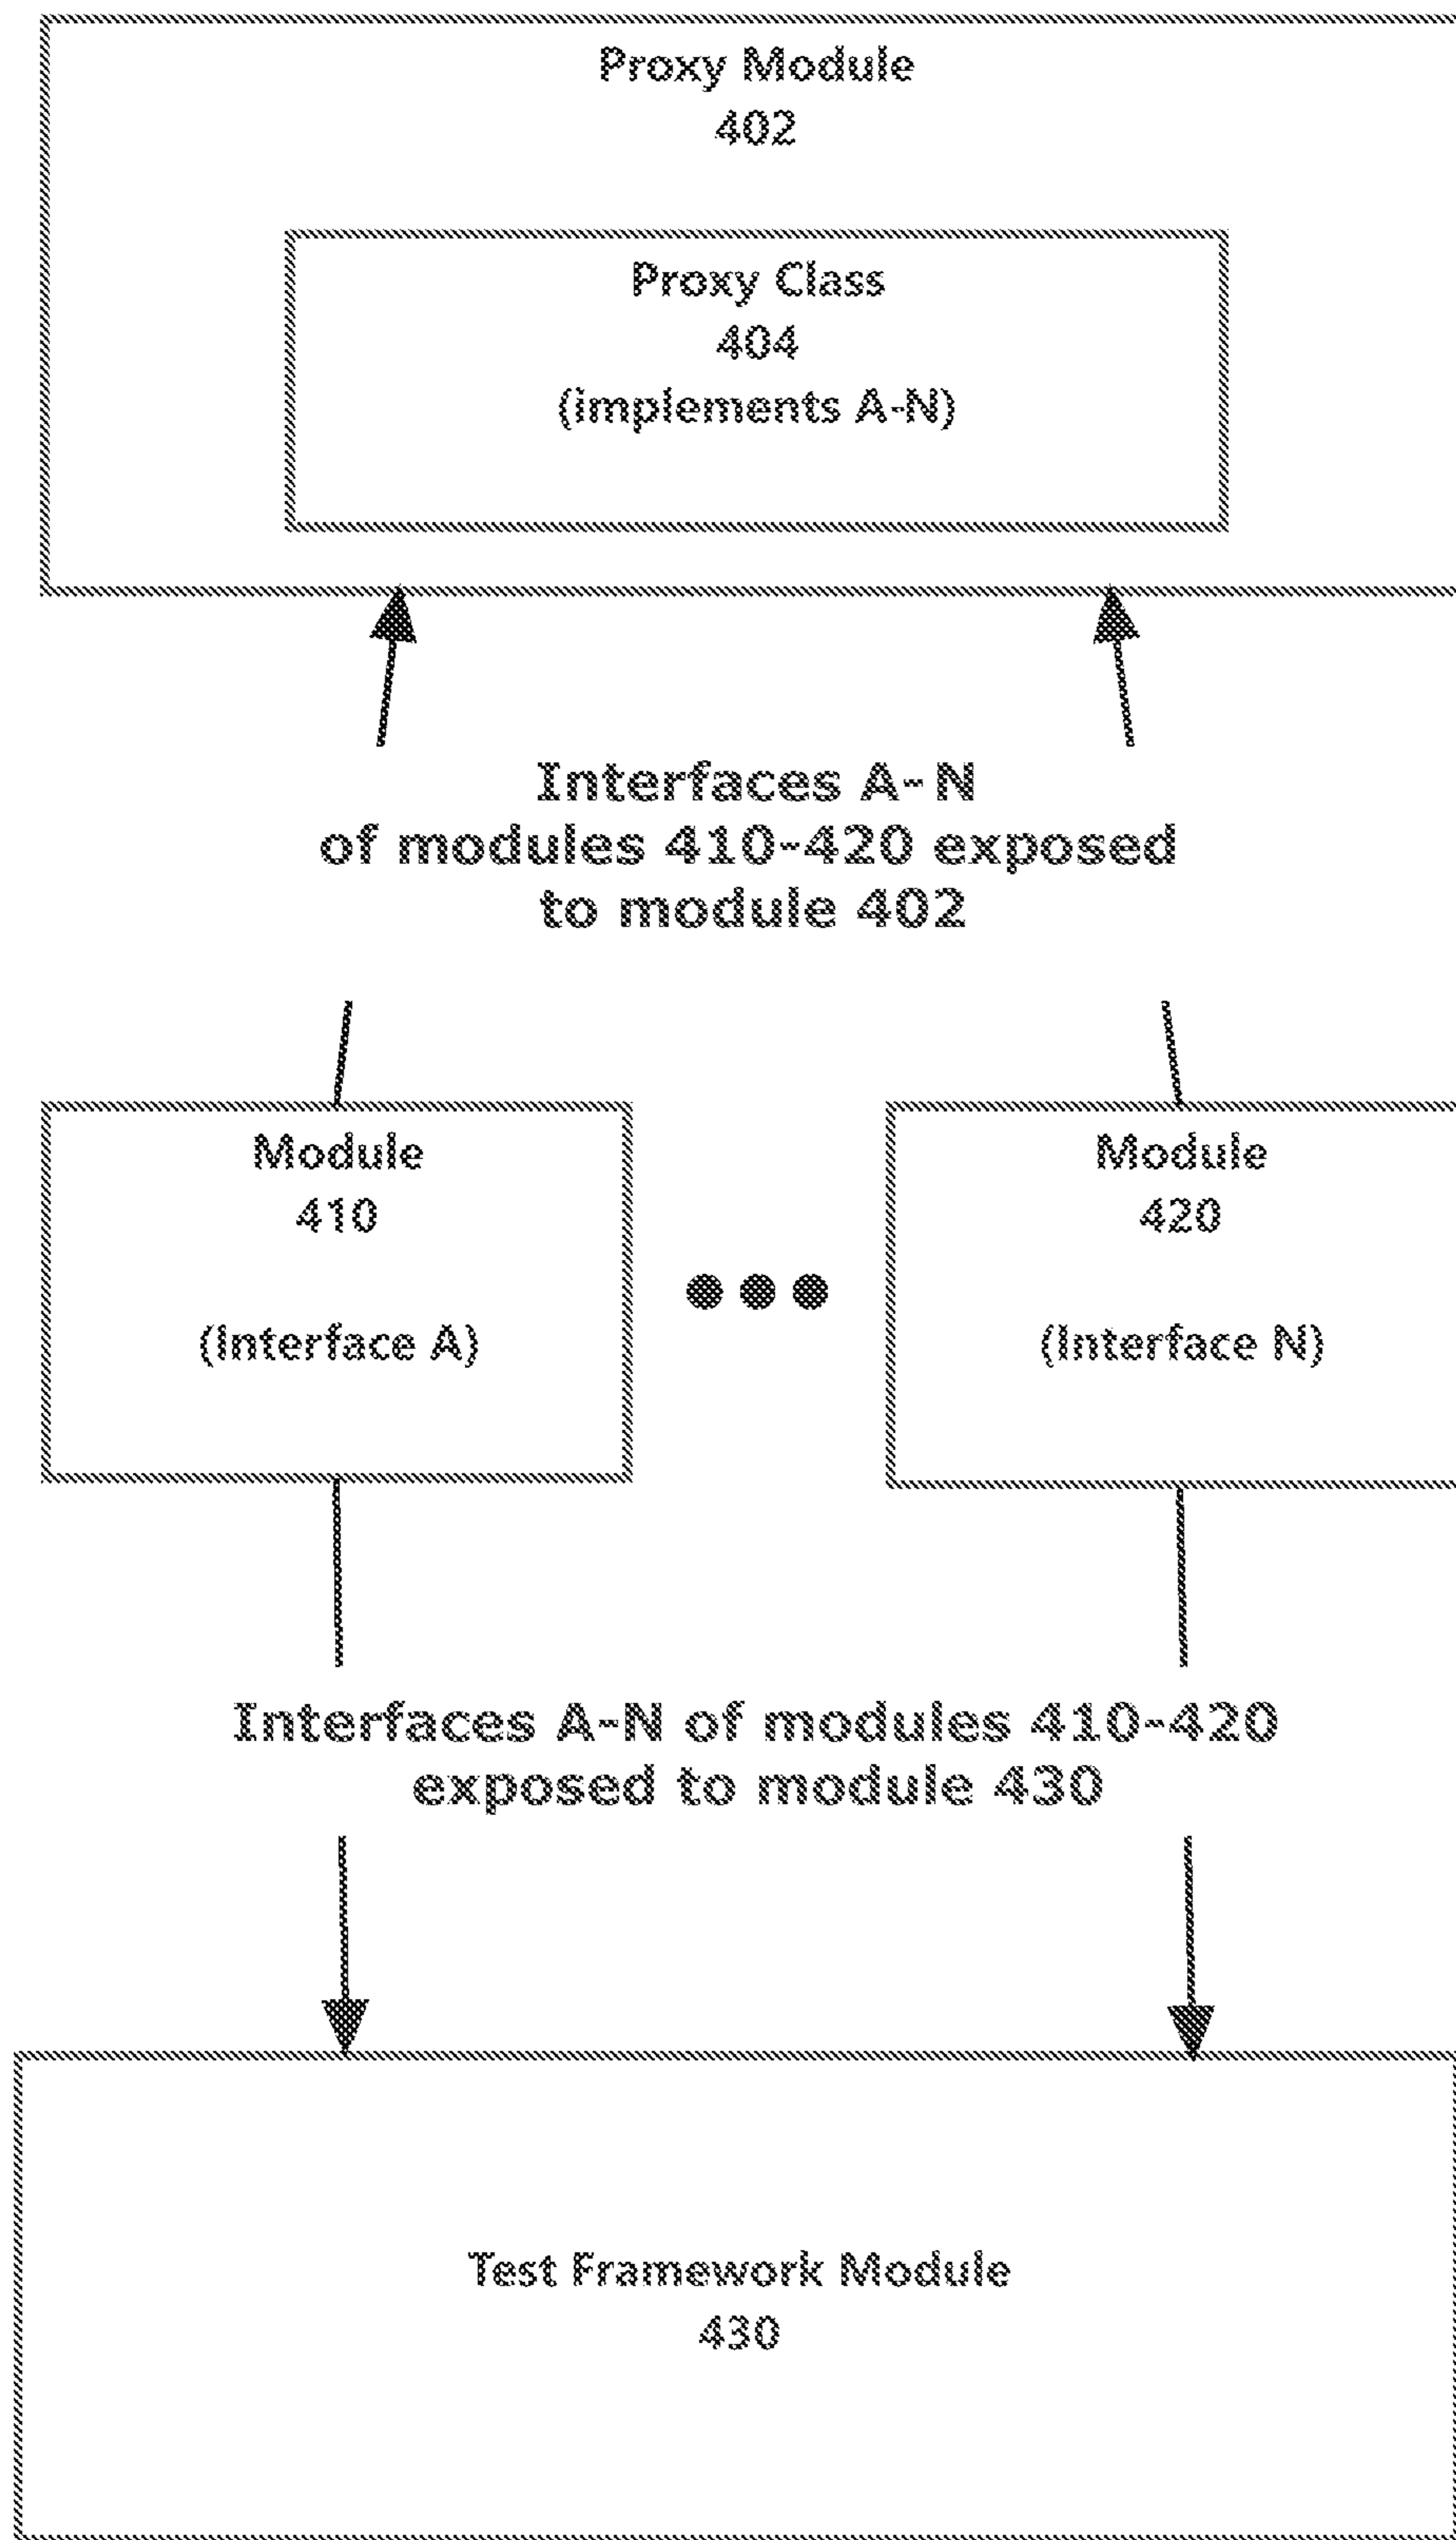 Proxy Module
402
Proxy Class
404
(implements A-N)
Interfaces A-N
of modules 410-420 exposed
to module 402
Module
410
(Interface A)
Module
420
(Interface N)
Interfaces A-N of modules 410-420
exposed to module 430
Test Framework Module
430